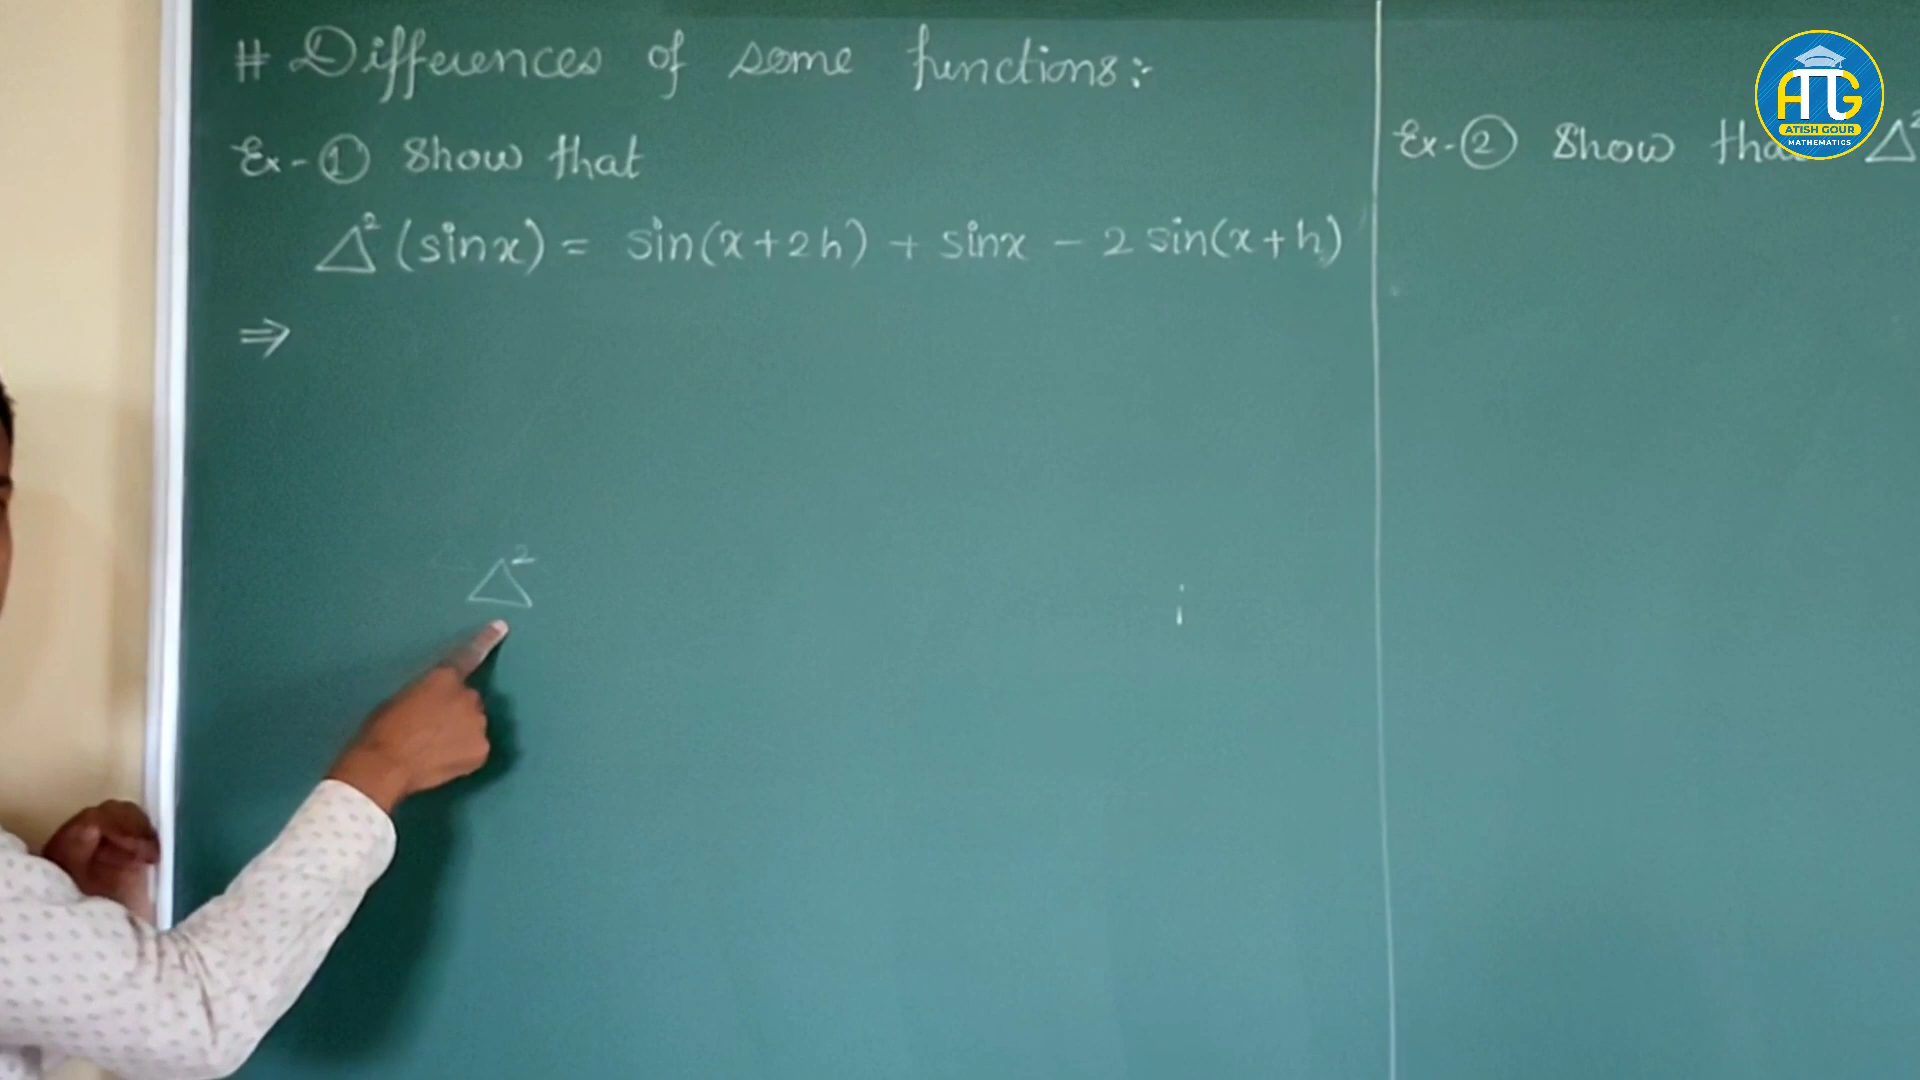 # Differences of some functions:-
Ex-① Show that
Δ²(sinx) = sin(x+2h) + sinx - 2 sin(x+h)
⇒
Δ²
Ex-② Show Δ²
ATG
ATISH GOUR
MATHEMATICS